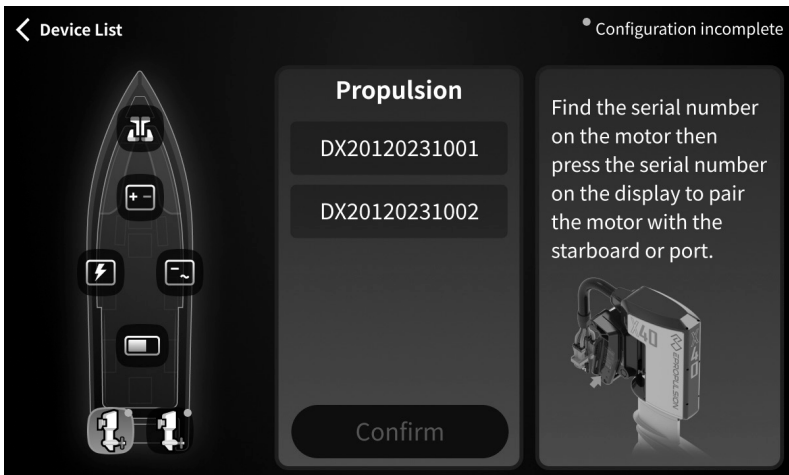 Device List
Configuration incomplete
Propulsion
DX20120231001
DX20120231002
Confirm
Find the serial number
on the motor then
press the serial number
on the display to pair
the motor with the
starboard or port.
X40
EPROPULSION
X40